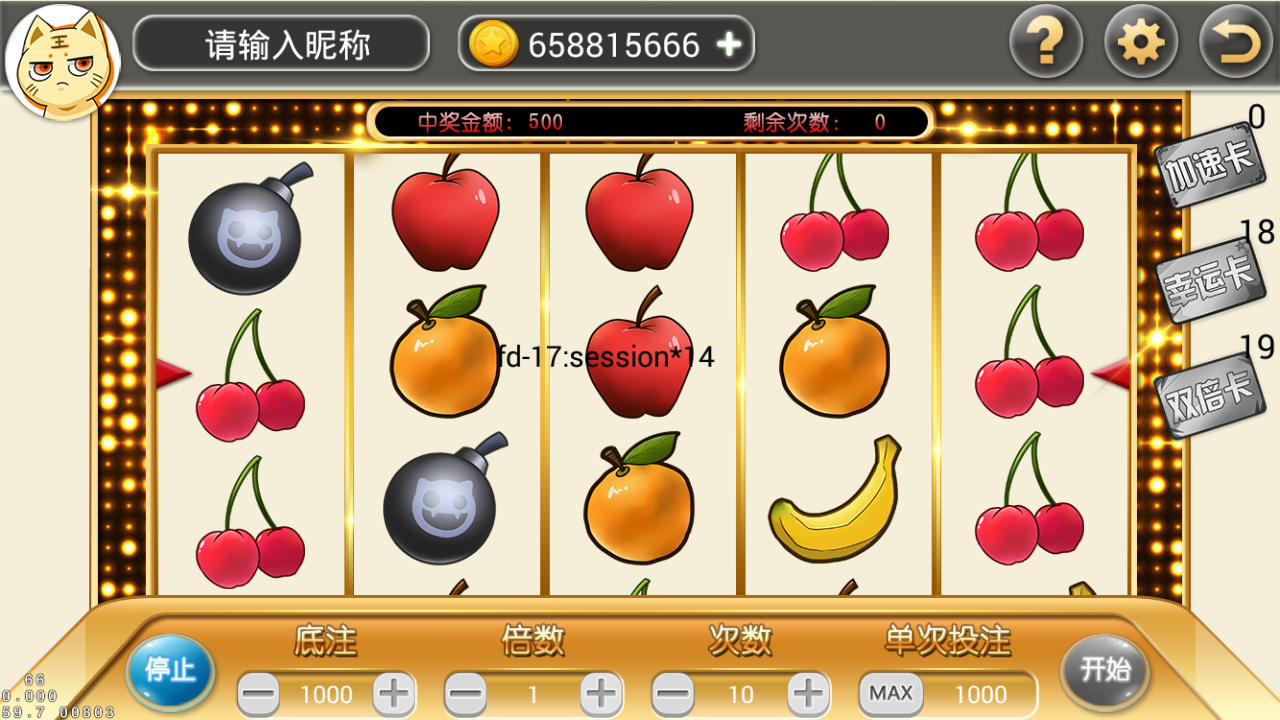 请输入昵称
658815666 +
?
中奖金额: 500 剩余次数: 0
0
加速卡
18
幸运卡
fd-17:session*14
19
双倍卡
底注 倍数 次数 单次投注
停止
开始
1000 1 10 MAX 1000
66
0.000
59.7 00803
王